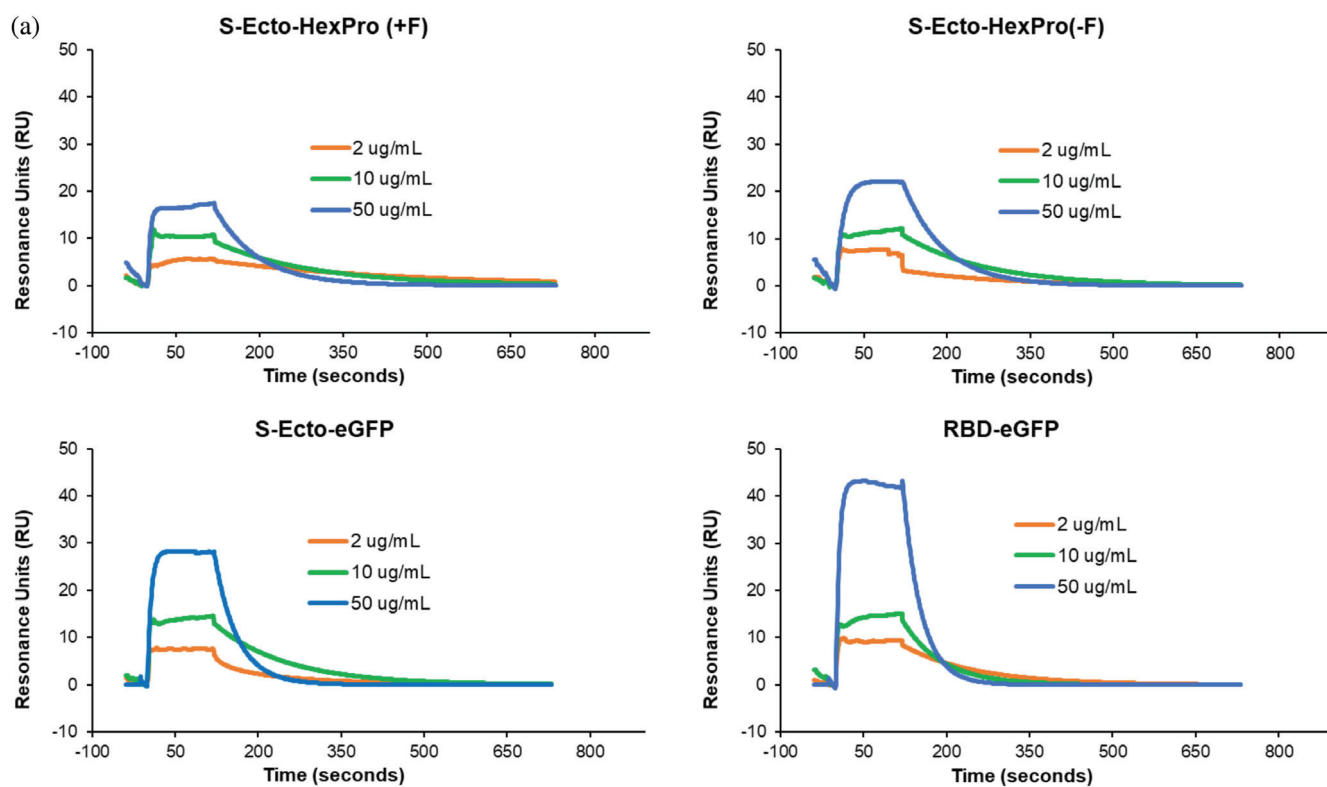 (a)
S-Ecto-HexPro (+F)
50
40
30
20
10
0
-10
Resonance Units (RU)
2 ug/mL
10 ug/mL
50 ug/mL
-100 50 200 350 500 650 800
Time (seconds)
S-Ecto-HexPro(-F)
50
40
30
20
10
0
-10
Resonance Units (RU)
2 ug/mL
10 ug/mL
50 ug/mL
-100 50 200 350 500 650 800
Time (seconds)
S-Ecto-eGFP
50
40
30
20
10
0
-10
Resonance Units (RU)
2 ug/mL
10 ug/mL
50 ug/mL
-100 50 200 350 500 650 800
Time (seconds)
RBD-eGFP
50
40
30
20
10
0
-10
Resonance Units (RU)
2 ug/mL
10 ug/mL
50 ug/mL
-100 50 200 350 500 650 800
Time (seconds)